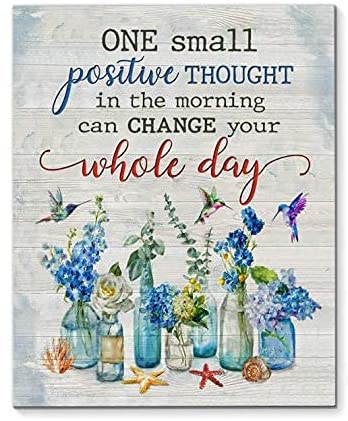 ONE small
positive THOUGHT
in the morning
can CHANGE your
whole day